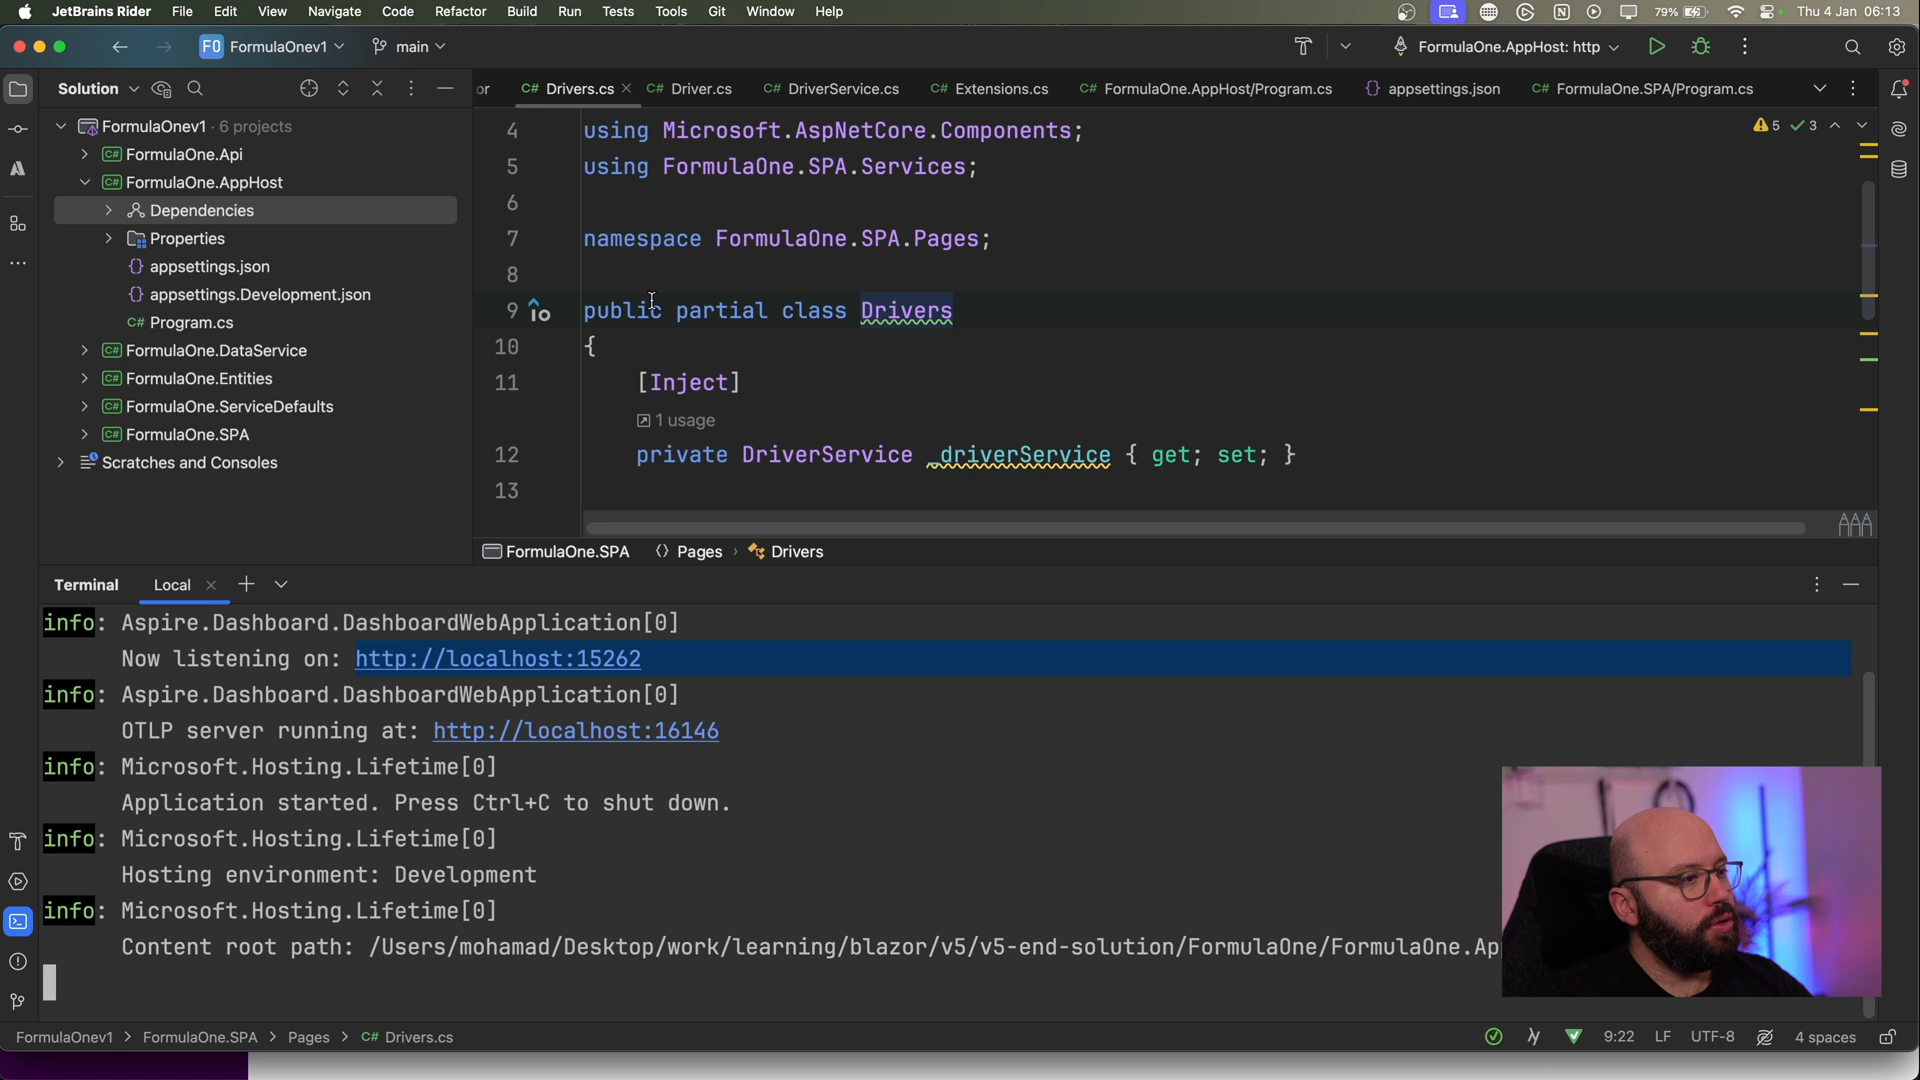 JetBrains Rider File Edit View Navigate Code Refactor Build Run Tests Tools Git Window Help 79% Thu 4 Jan 06:13
FO FormulaOnev1 main FormulaOne.AppHost: http
Solution
or C# Drivers.cs C# Driver.cs C# DriverService.cs C# Extensions.cs C# FormulaOne.AppHost/Program.cs {} appsettings.json C# FormulaOne.SPA/Program.cs
FormulaOnev1 · 6 projects
C# FormulaOne.Api
C# FormulaOne.AppHost
Dependencies
Properties
{} appsettings.json
{} appsettings.Development.json
C# Program.cs
C# FormulaOne.DataService
C# FormulaOne.Entities
C# FormulaOne.ServiceDefaults
C# FormulaOne.SPA
Scratches and Consoles
5 3
4 using Microsoft.AspNetCore.Components;
5 using FormulaOne.SPA.Services;
6
7 namespace FormulaOne.SPA.Pages;
8
9 public partial class Drivers
10 {
11 [Inject]
1 usage
12 private DriverService _driverService { get; set; }
13
FormulaOne.SPA Pages › Drivers
Terminal Local
info: Aspire.Dashboard.DashboardWebApplication[0]
Now listening on: http://localhost:15262
info: Aspire.Dashboard.DashboardWebApplication[0]
OTLP server running at: http://localhost:16146
info: Microsoft.Hosting.Lifetime[0]
Application started. Press Ctrl+C to shut down.
info: Microsoft.Hosting.Lifetime[0]
Hosting environment: Development
info: Microsoft.Hosting.Lifetime[0]
Content root path: /Users/mohamad/Desktop/work/learning/blazor/v5/v5-end-solution/FormulaOne/FormulaOne.Ap
FormulaOnev1 › FormulaOne.SPA › Pages › C# Drivers.cs 9:22 LF UTF-8 4 spaces